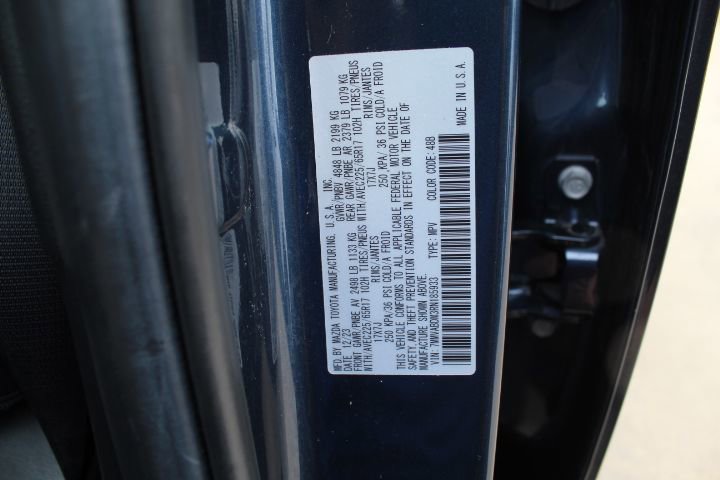 MFD. BY MAZDA TOYOTA MANUFACTURING, U.S.A., INC.
DATE 12/23 GVWR/PNBV 4848 LB 2199 KG
FRONT GAWR/PNBE AV 2498 LB 1133 KG REAR GAWR/PNBE AR 2379 LB 1079 KG
WITH/AVEC225/65R17 102H TIRES/PNEUS WITH/AVEC225/65R17 102H TIRES/PNEUS
17X7J RIMS/JANTES 17X7J RIMS/JANTES
250 KPA/36 PSI COLD/A FROID 250 KPA/ 36 PSI COLD/A FROID
THIS VEHICLE CONFORMS TO ALL APPLICABLE FEDERAL MOTOR VEHICLE
SAFETY,AND THEFT PREVENTION STANDARDS IN EFFECT ON THE DATE OF
MANUFACTURE SHOWN ABOVE.
VIN: 7MMVABDM3RN185933 TYPE: MPV COLOR CODE: 48B MADE IN U.S.A.